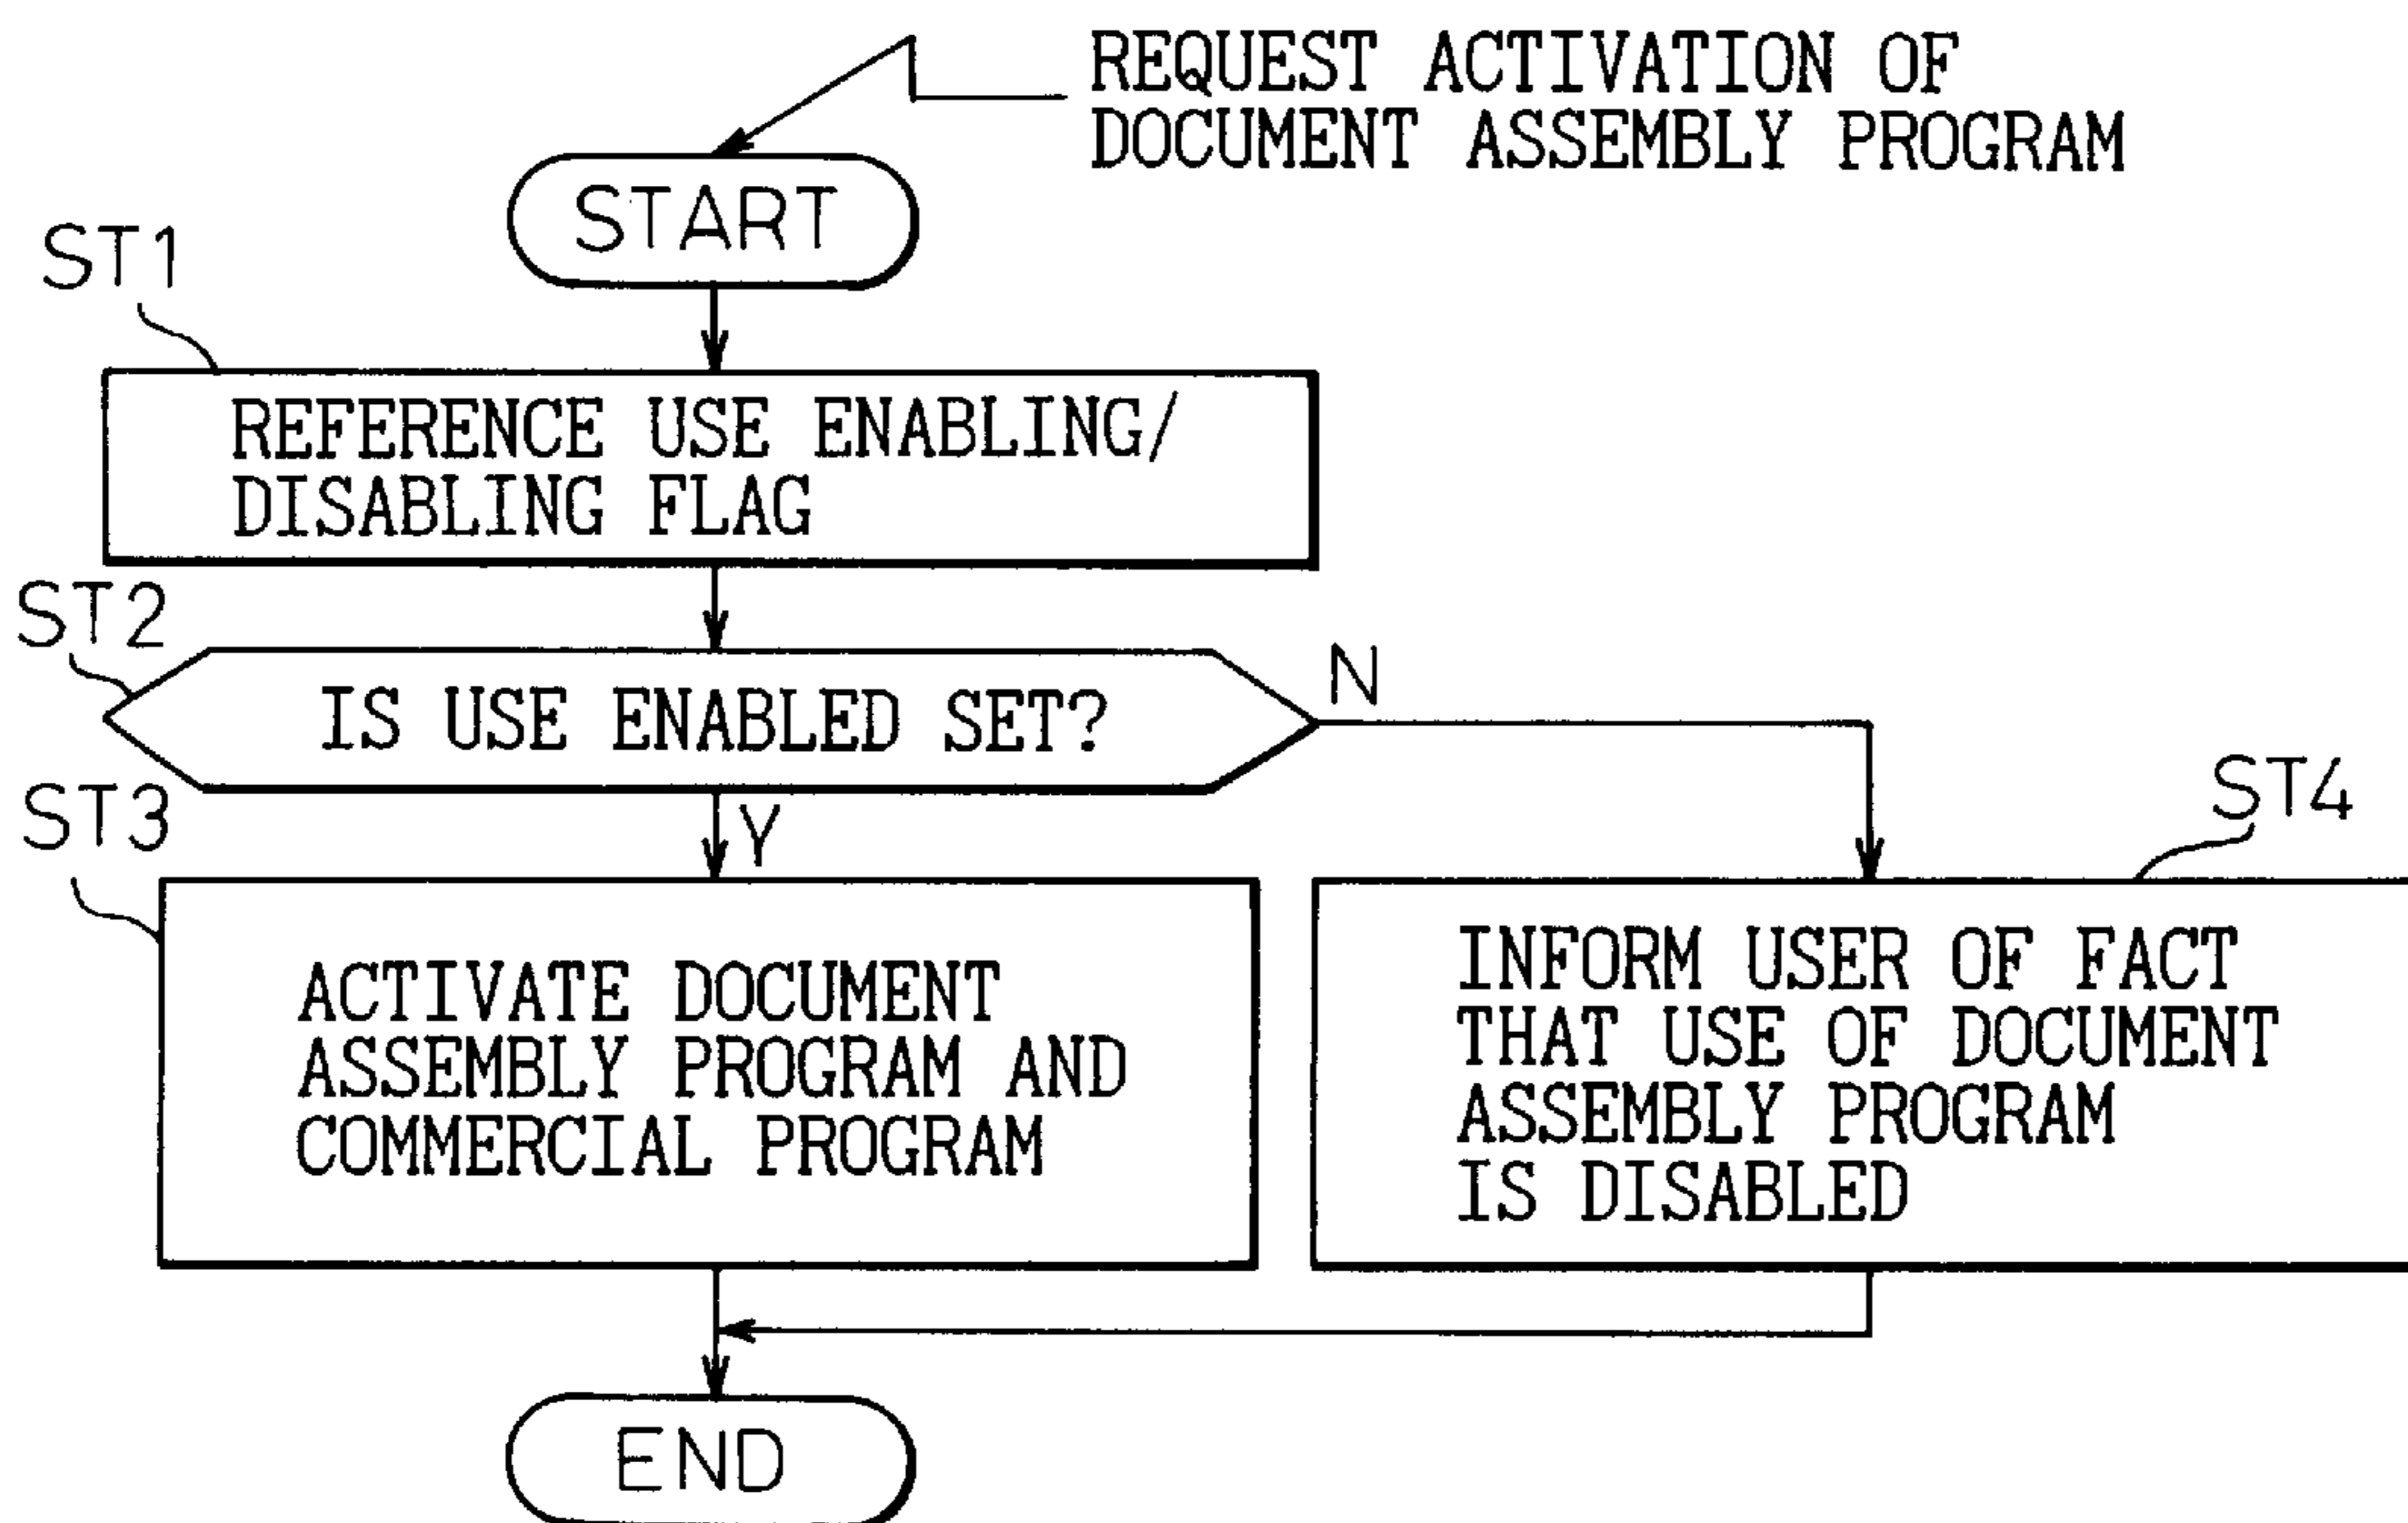 REQUEST ACTIVATION OF
DOCUMENT ASSEMBLY PROGRAM
START
ST1
REFERENCE USE ENABLING/
DISABLING FLAG
ST2
IS USE ENABLED SET?
N
Y
ST3
ACTIVATE DOCUMENT
ASSEMBLY PROGRAM AND
COMMERCIAL PROGRAM
ST4
INFORM USER OF FACT
THAT USE OF DOCUMENT
ASSEMBLY PROGRAM
IS DISABLED
END